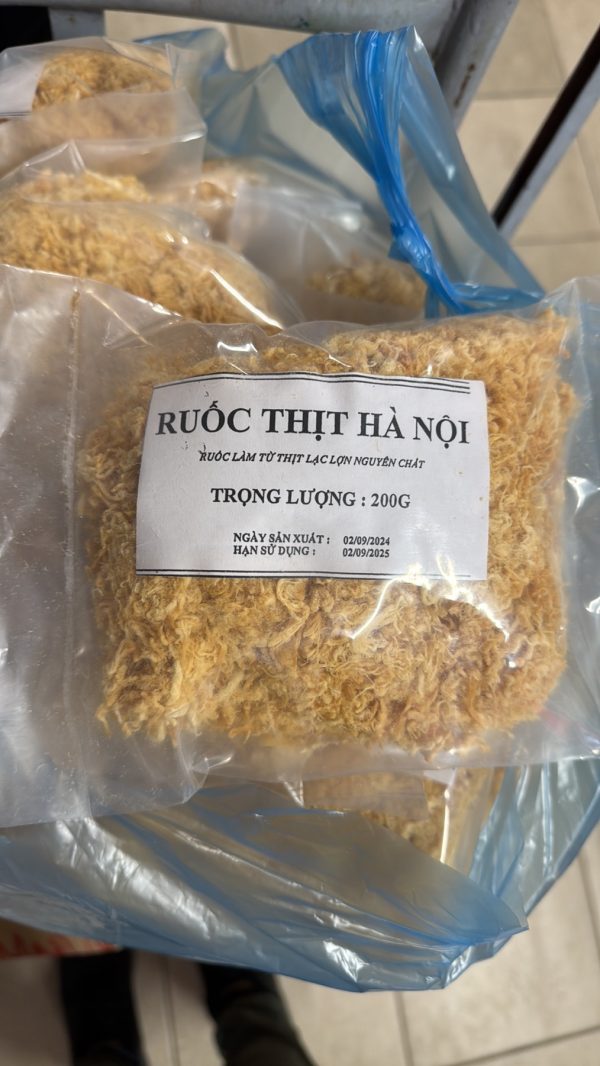 RUỐC THỊT HÀ NỘI
RUỐC LÀM TỪ THỊT LẠC LỢN NGUYÊN CHẤT
TRỌNG LƯỢNG : 200G
NGÀY SẢN XUẤT : 02/09/2024
HẠN SỬ DỤNG : 02/09/2025